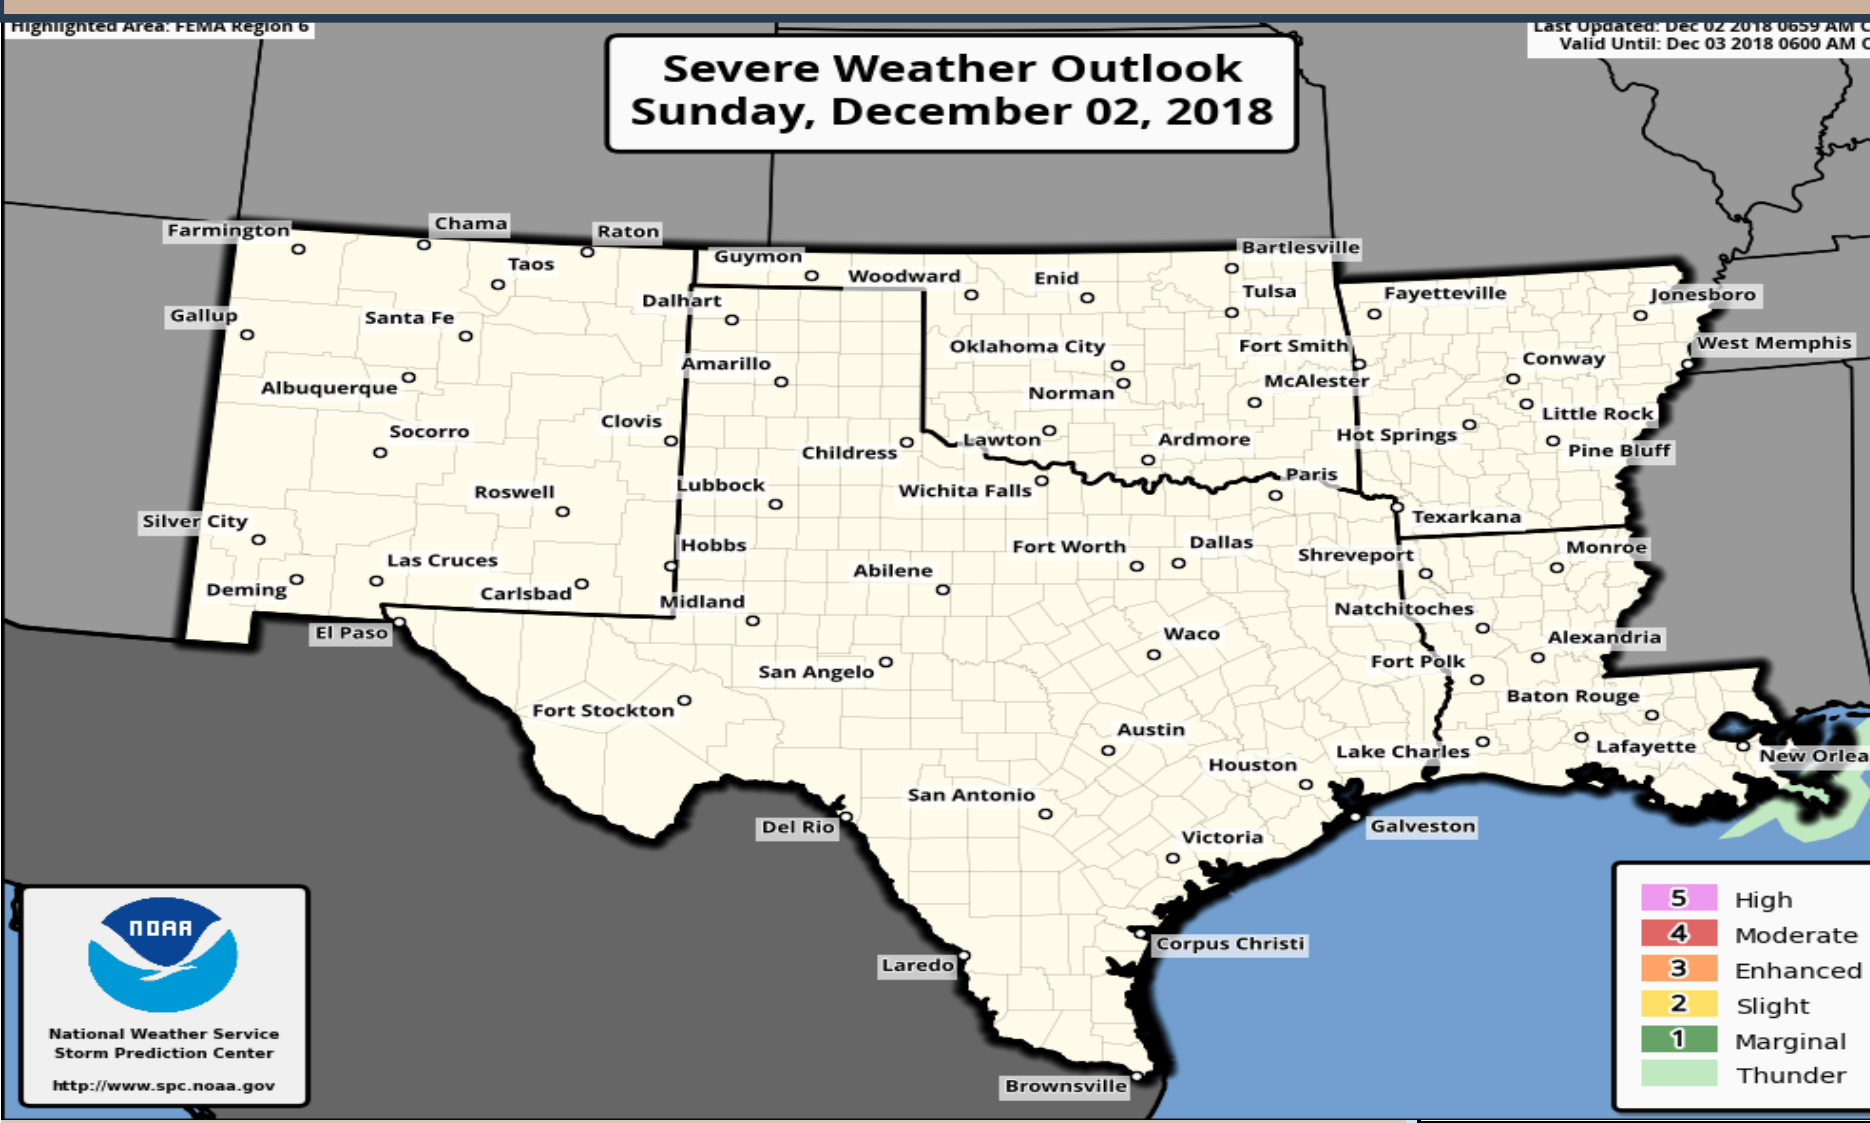 Highlighted Area: FEMA Region 6
Last Updated: Dec 02 2018 0659 AM C
Valid Until: Dec 03 2018 0600 AM C
Severe Weather Outlook
Sunday, December 02, 2018
Farmington
Chama
Raton
Taos
Guymon
Woodward
Enid
Bartlesville
Tulsa
Fayetteville
Jonesboro
Gallup
Santa Fe
Dalhart
Oklahoma City
Fort Smith
West Memphis
Conway
Albuquerque
Amarillo
Norman
McAlester
Little Rock
Socorro
Clovis
Childress
Lawton
Ardmore
Hot Springs
Pine Bluff
Roswell
Lubbock
Wichita Falls
Paris
Texarkana
Silver City
Las Cruces
Hobbs
Fort Worth
Dallas
Shreveport
Monroe
Deming
Carlsbad
Midland
Abilene
Natchitoches
El Paso
Waco
Alexandria
San Angelo
Fort Polk
Fort Stockton
Baton Rouge
Austin
Lake Charles
Lafayette
New Orlea
Houston
San Antonio
Del Rio
Victoria
Galveston
Corpus Christi
Laredo
Brownsville
NOAA
National Weather Service
Storm Prediction Center
http://www.spc.noaa.gov
5 High
4 Moderate
3 Enhanced
2 Slight
1 Marginal
Thunder